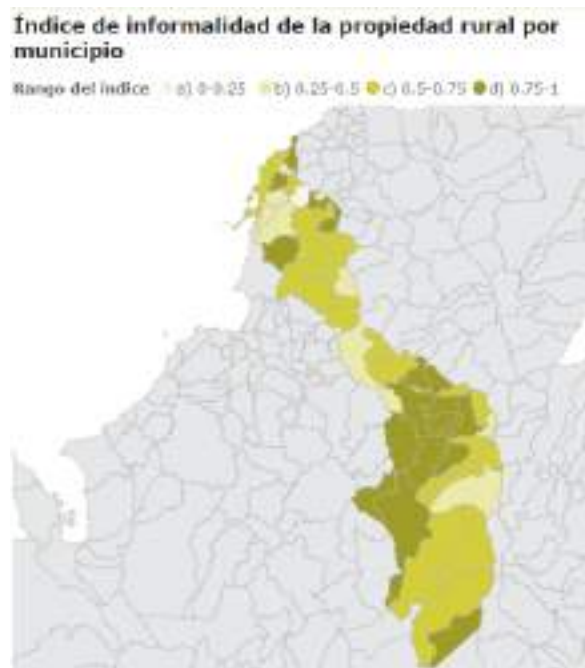 Índice de informalidad de la propiedad rural por
municipio
Rango del índice a) 0-0.25 b) 0.25-0.5 c) 0.5-0.75 d) 0.75-1